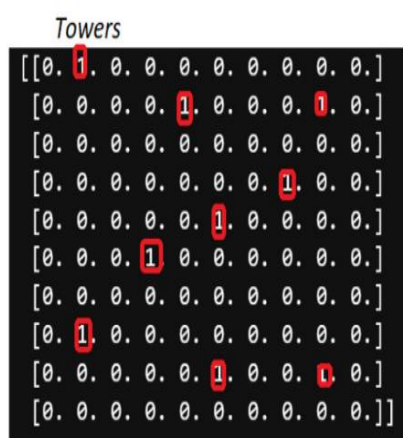 Towers
[[0. 1. 0. 0. 0. 0. 0. 0. 0. 0.]
[0. 0. 0. 0. 1. 0. 0. 0. 1. 0.]
[0. 0. 0. 0. 0. 0. 0. 0. 0. 0.]
[0. 0. 0. 0. 0. 0. 0. 1. 0. 0.]
[0. 0. 0. 0. 0. 1. 0. 0. 0. 0.]
[0. 0. 0. 1. 0. 0. 0. 0. 0. 0.]
[0. 0. 0. 0. 0. 0. 0. 0. 0. 0.]
[0. 1. 0. 0. 0. 0. 0. 0. 0. 0.]
[0. 0. 0. 0. 0. 1. 0. 0. 1. 0.]
[0. 0. 0. 0. 0. 0. 0. 0. 0. 0.]]